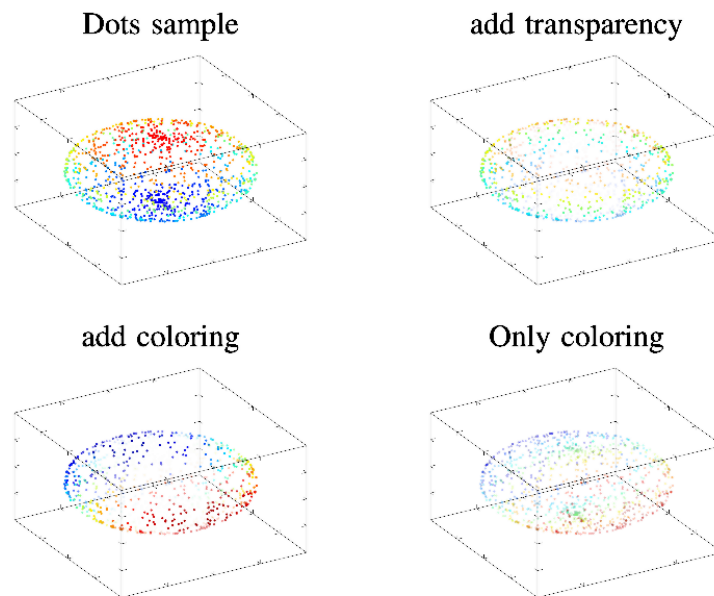 Dots sample
add transparency
add coloring
Only coloring